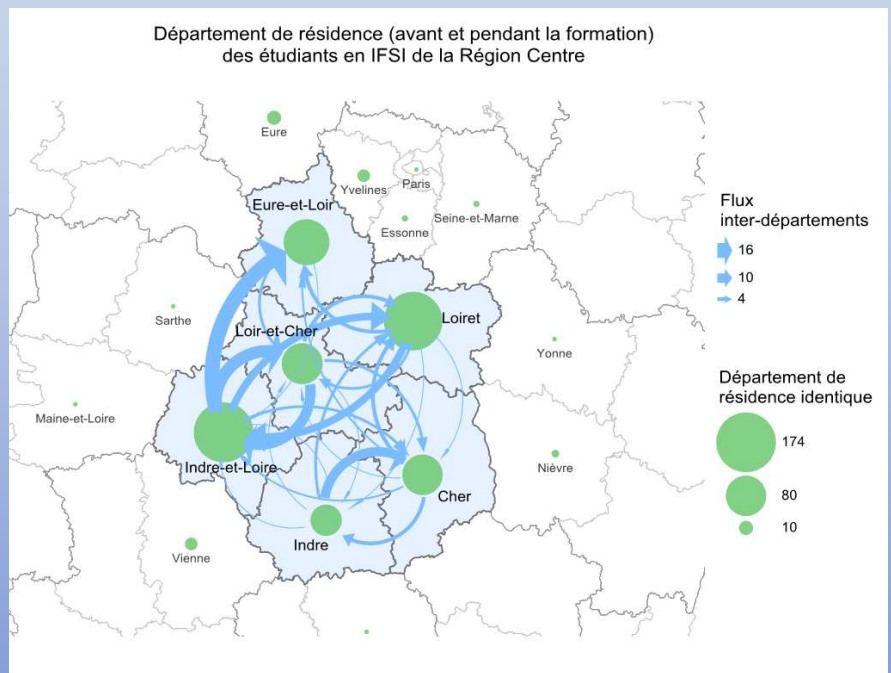 Département de résidence (avant et pendant la formation)
des étudiants en IFSI de la Région Centre
Eure
Yvelines
Paris
Eure-et-Loir
Essonne
Seine-et-Marne
Flux
inter-départements
16
10
4
Sarthe
Loiret
Loir-et-Cher
Yonne
Département de
résidence identique
Maine-et-Loire
174
Indre-et-Loire
Nièvre
80
Cher
10
Indre
Vienne